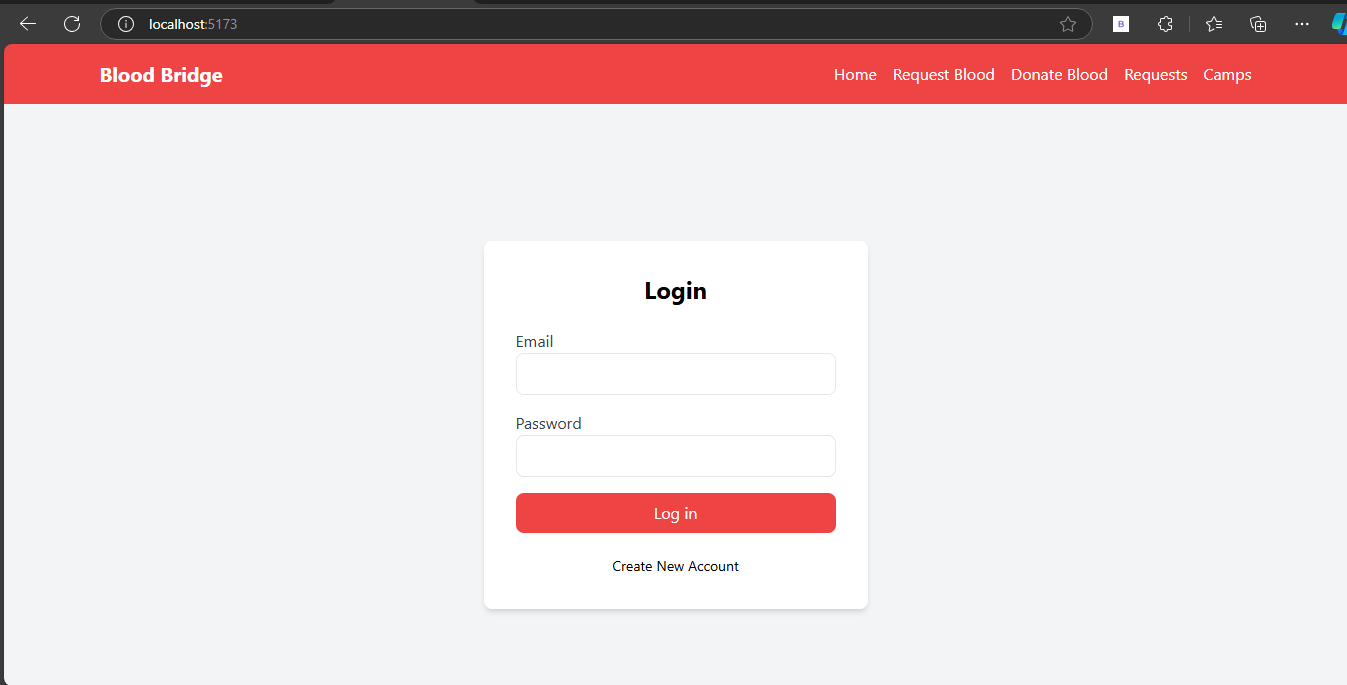 localhost:5173
B
Blood Bridge
Home Request Blood Donate Blood Requests Camps
Login
Email
Password
Log in
Create New Account